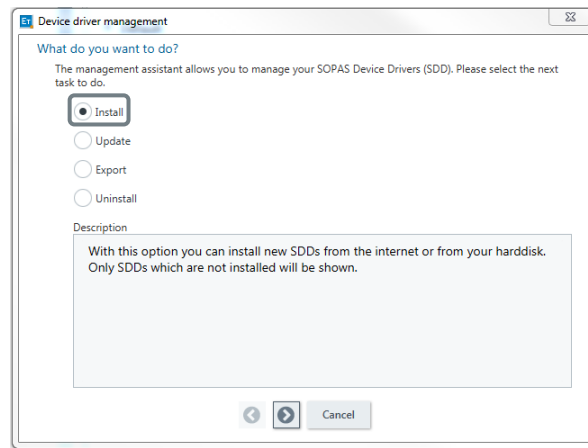 ET Device driver management
What do you want to do?
The management assistant allows you to manage your SOPAS Device Drivers (SDD). Please select the next
task to do.
Install
Update
Export
Uninstall
Description
With this option you can install new SDDs from the internet or from your harddisk.
Only SDDs which are not installed will be shown.
Cancel